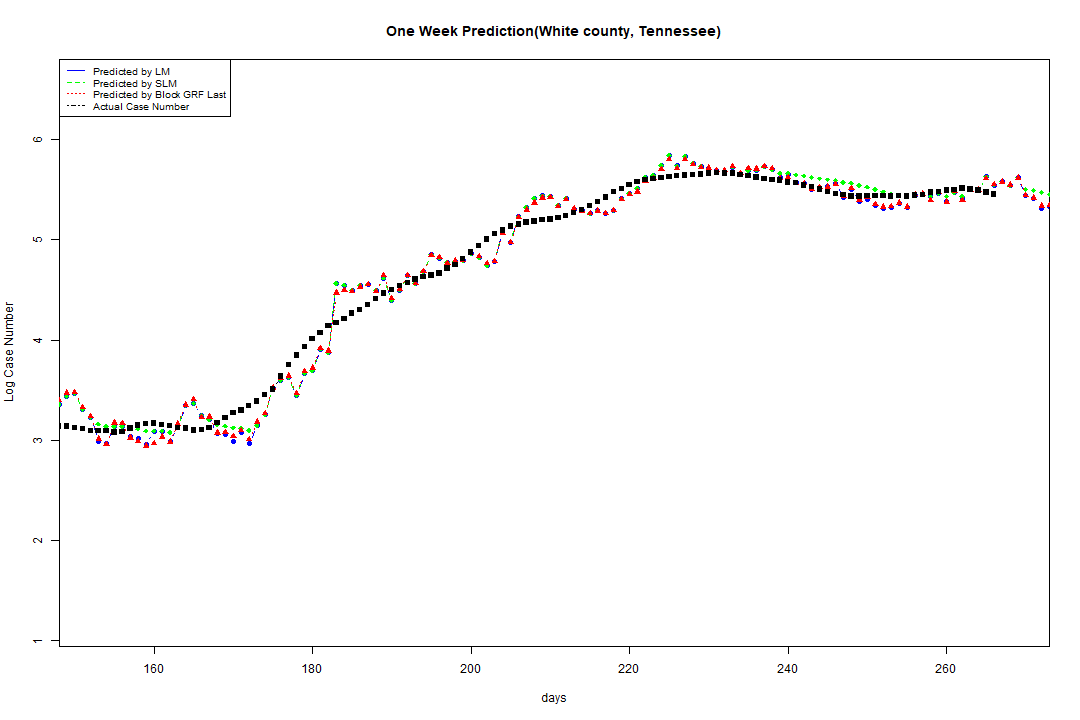 One Week Prediction(White county, Tennessee)
Predicted by LM
Predicted by SLM
Predicted by Block GRF Last
Actual Case Number
6
5
4
3
2
1
Log Case Number
160 180 200 220 240 260
days